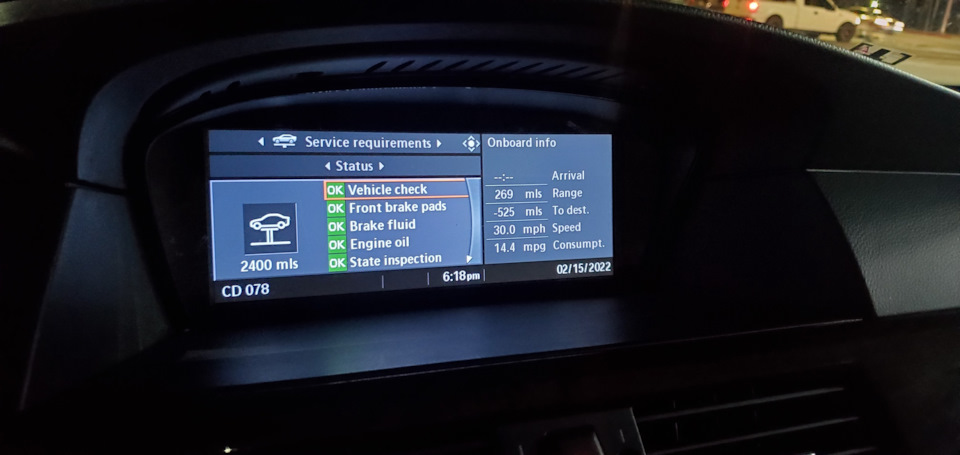 Service requirements
Status
OK Vehicle check
OK Front brake pads
OK Brake fluid
OK Engine oil
OK State inspection
2400 mls
Onboard info
--:-- Arrival
269 mls Range
-525 mls To dest.
30.0 mph Speed
14.4 mpg Consumpt.
CD 078
6:18pm
02/15/2022